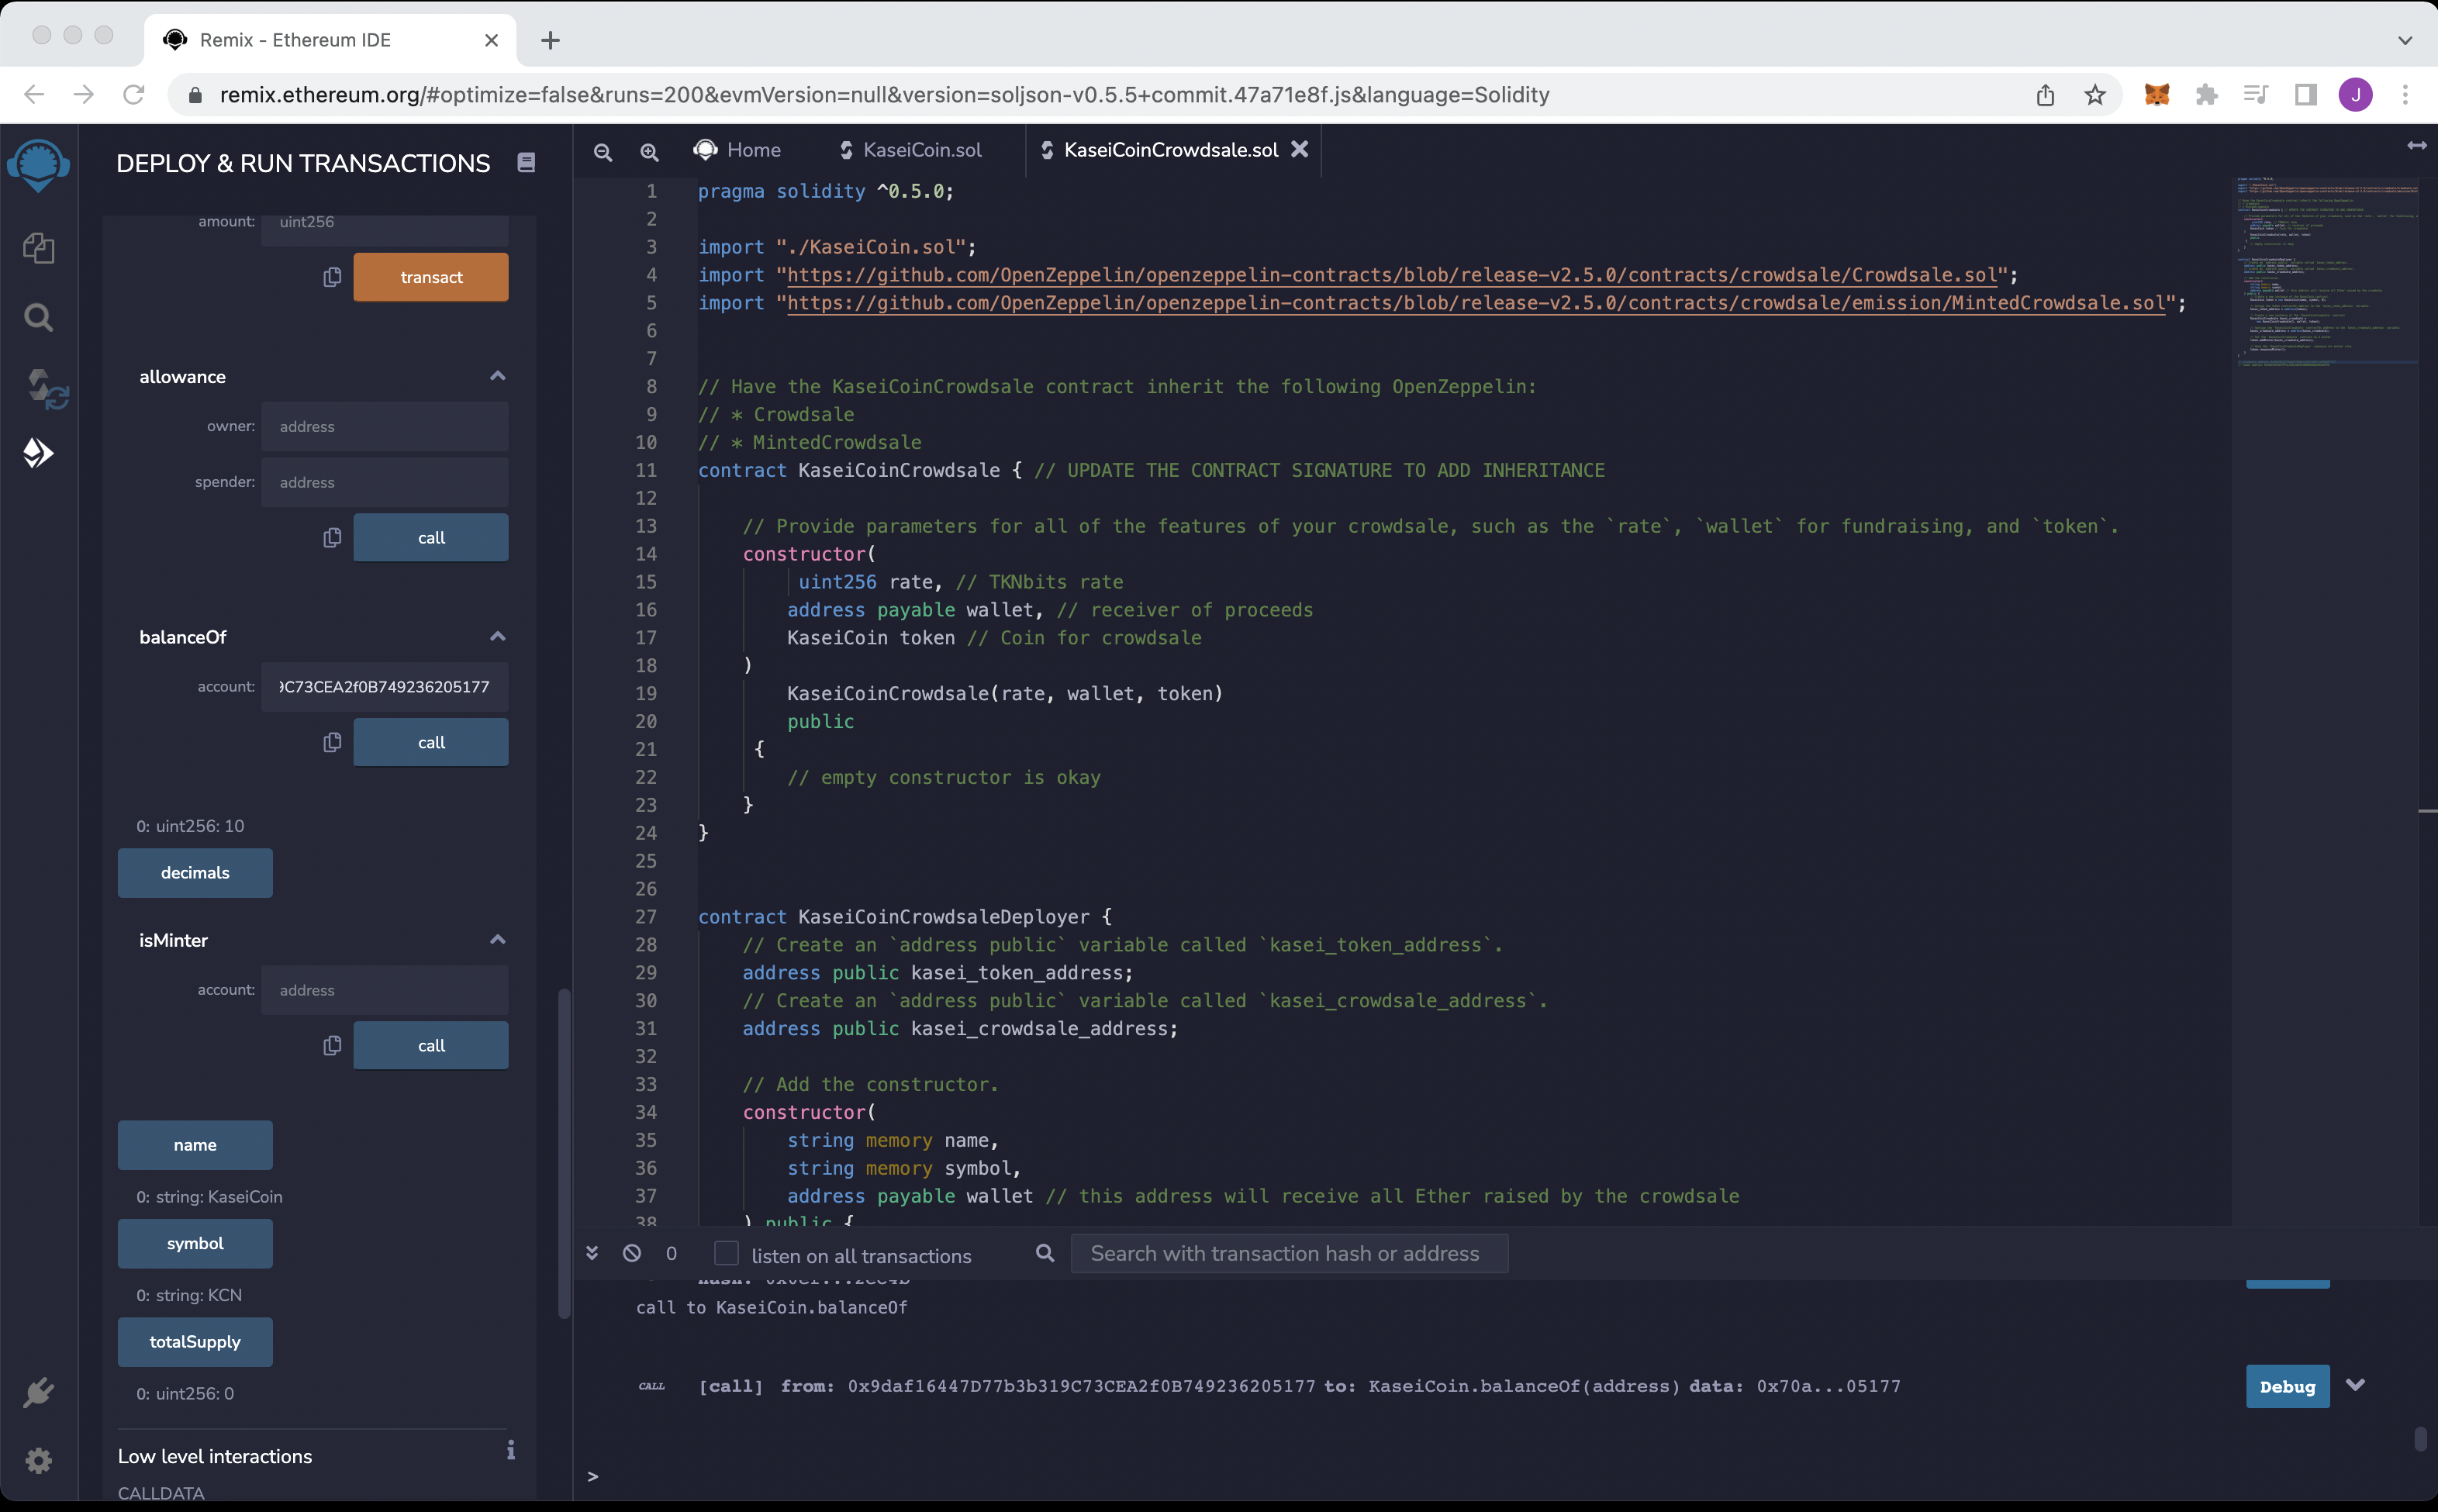 Remix - Ethereum IDE
remix.ethereum.org/#optimize=false&runs=200&evmVersion=null&version=soljson-v0.5.5+commit.47a71e8f.js&language=Solidity
J
DEPLOY & RUN TRANSACTIONS
amount: uint256
transact
allowance
owner: address
spender: address
call
balanceOf
account: 9C73CEA2f0B749236205177
call
0: uint256: 10
decimals
isMinter
account: address
call
name
0: string: KaseiCoin
symbol
0: string: KCN
totalSupply
0: uint256: 0
Low level interactions
CALLDATA
Home
KaseiCoin.sol
KaseiCoinCrowdsale.sol
1 pragma solidity ^0.5.0;
2
3 import "./KaseiCoin.sol";
4 import "https://github.com/OpenZeppelin/openzeppelin-contracts/blob/release-v2.5.0/contracts/crowdsale/Crowdsale.sol";
5 import "https://github.com/OpenZeppelin/openzeppelin-contracts/blob/release-v2.5.0/contracts/crowdsale/emission/MintedCrowdsale.sol";
6
7
8 // Have the KaseiCoinCrowdsale contract inherit the following OpenZeppelin:
9 // * Crowdsale
10 // * MintedCrowdsale
11 contract KaseiCoinCrowdsale { // UPDATE THE CONTRACT SIGNATURE TO ADD INHERITANCE
12
13 // Provide parameters for all of the features of your crowdsale, such as the `rate`, `wallet` for fundraising, and `token`.
14 constructor(
15 uint256 rate, // TKNbits rate
16 address payable wallet, // receiver of proceeds
17 KaseiCoin token // Coin for crowdsale
18 )
19 KaseiCoinCrowdsale(rate, wallet, token)
20 public
21 {
22 // empty constructor is okay
23 }
24 }
25
26
27 contract KaseiCoinCrowdsaleDeployer {
28 // Create an `address public` variable called `kasei_token_address`.
29 address public kasei_token_address;
30 // Create an `address public` variable called `kasei_crowdsale_address`.
31 address public kasei_crowdsale_address;
32
33 // Add the constructor.
34 constructor(
35 string memory name,
36 string memory symbol,
37 address payable wallet // this address will receive all Ether raised by the crowdsale
38 ) public {
0
listen on all transactions
Search with transaction hash or address
call to KaseiCoin.balanceOf
CALL [call] from: 0x9daf16447D77b3b319C73CEA2f0B749236205177 to: KaseiCoin.balanceOf(address) data: 0x70a...05177
Debug
>